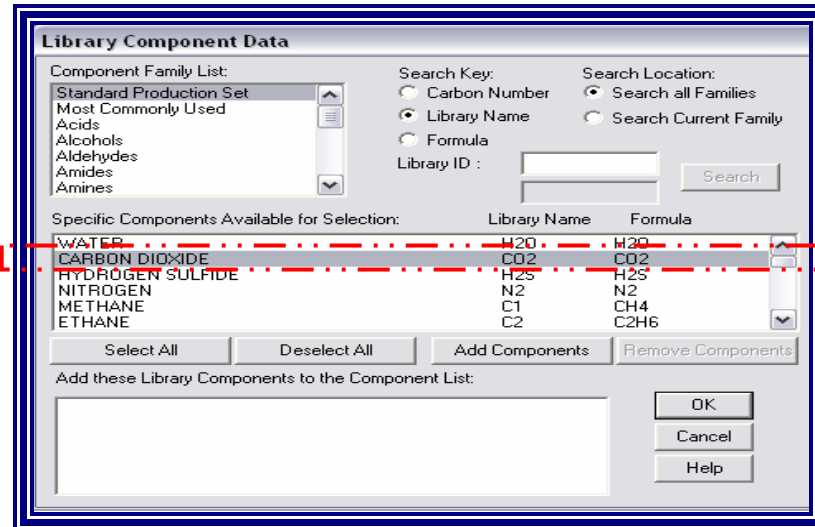 Library Component Data
Component Family List:
Standard Production Set
Most Commonly Used
Acids
Alcohols
Aldehydes
Amides
Amines
Search Key:
Carbon Number
Library Name
Formula
Search Location:
Search all Families
Search Current Family
Library ID :
Search
Specific Components Available for Selection: Library Name Formula
WATER H2O H2O
1
CARBON DIOXIDE CO2 CO2
HYDROGEN SULFIDE H2S H2S
NITROGEN N2 N2
METHANE C1 CH4
ETHANE C2 C2H6
Select All Deselect All Add Components Remove Components
Add these Library Components to the Component List:
OK
Cancel
Help